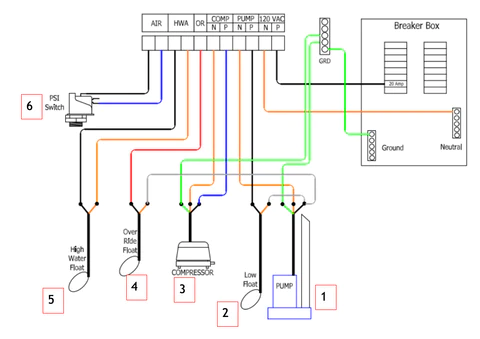 AIR HWA OR COMP PUMP 120 VAC
N P N P N P
GRD
Breaker Box
20 Amp
Ground
Neutral
6
PSI
Switch
High
Water
Float
5
Over
Ride
Float
4
COMPRESSOR
3
Low
Float
2
PUMP
1